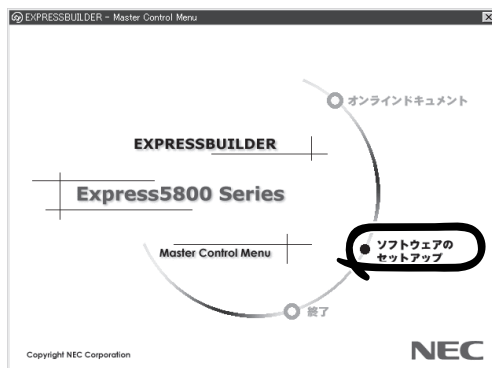 EXPRESSBUILDER - Master Control Menu
オンラインドキュメント
EXPRESSBUILDER
Express5800 Series
Master Control Menu
ソフトウェアの
セットアップ
終了
Copyright NEC Corporation
NEC